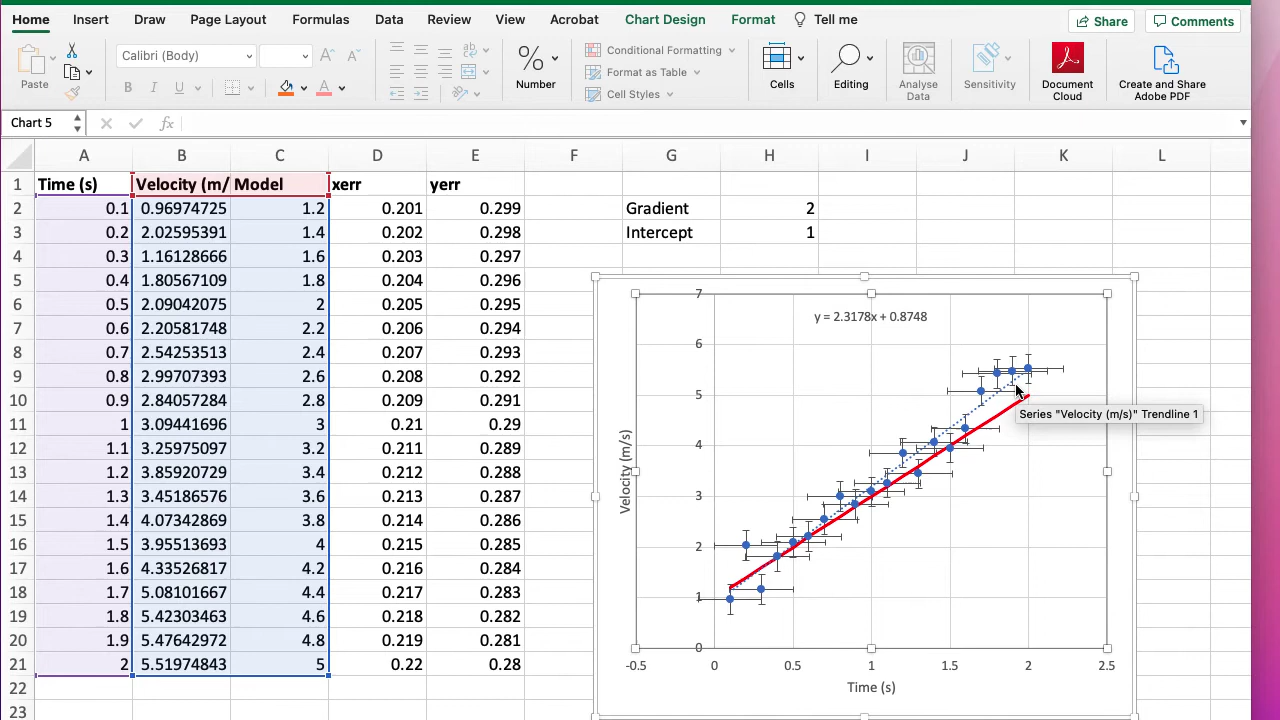 Home Insert Draw Page Layout Formulas Data Review View Acrobat Chart Design Format Tell me Share Comments
Calibri (Body)
Paste
Number
Conditional Formatting
Format as Table
Cell Styles
Cells
Editing
Analyse Data
Sensitivity
Document Cloud
Create and Share Adobe PDF
Chart 5 fx
A B C D E F G H I J K L
1 Time (s) Velocity (m/ Model xerr yerr
2 0.1 0.96974725 1.2 0.201 0.299 Gradient 2
3 0.2 2.02595391 1.4 0.202 0.298 Intercept 1
4 0.3 1.16128666 1.6 0.203 0.297
5 0.4 1.80567109 1.8 0.204 0.296
6 0.5 2.09042075 2 0.205 0.295
7 0.6 2.20581748 2.2 0.206 0.294
8 0.7 2.54253513 2.4 0.207 0.293
9 0.8 2.99707393 2.6 0.208 0.292
10 0.9 2.84057284 2.8 0.209 0.291
11 1 3.09441696 3 0.21 0.29
12 1.1 3.25975097 3.2 0.211 0.289
13 1.2 3.85920729 3.4 0.212 0.288
14 1.3 3.45186576 3.6 0.213 0.287
15 1.4 4.07342869 3.8 0.214 0.286
16 1.5 3.95513693 4 0.215 0.285
17 1.6 4.33526817 4.2 0.216 0.284
18 1.7 5.08101667 4.4 0.217 0.283
19 1.8 5.42303463 4.6 0.218 0.282
20 1.9 5.47642972 4.8 0.219 0.281
21 2 5.51974843 5 0.22 0.28
22
23
y = 2.3178x + 0.8748
7
6
5
4
3
2
1
0
Velocity (m/s)
Series "Velocity (m/s)" Trendline 1
-0.5 0 0.5 1 1.5 2 2.5
Time (s)